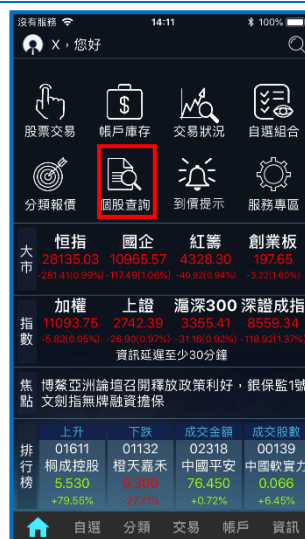 沒有服務 14:11 100%
X，您好
股票交易 帳戶庫存 交易狀況 自選組合
分類報價 個股查詢 到價提示 服務專區
大市
恒指 國企 紅籌 創業板
28135.03 10965.57 4328.30 197.65
-281.41(0.99%) -117.49(1.06%) -40.92(0.94%) -3.22(1.60%)
指數
加權 上證 滬深300 深證成指
11093.75 2742.39 3355.41 8559.34
-5.82(0.05%) -26.90(0.97%) -31.16(0.92%) -118.92(1.37%)
資訊延遲至少30分鐘
焦點
博鰲亞洲論壇召開釋放政策利好，銀保監1號
文劍指無牌融資擔保
排行榜
上升 下跌 成交金額 成交股數
01611 01132 02318 00139
桐成控股 橙天嘉禾 中國平安 中國軟實力
5.530 0.300 76.450 0.066
+79.55% -27.71% +0.72% +6.45%
自選 分類 交易 帳戶 資訊